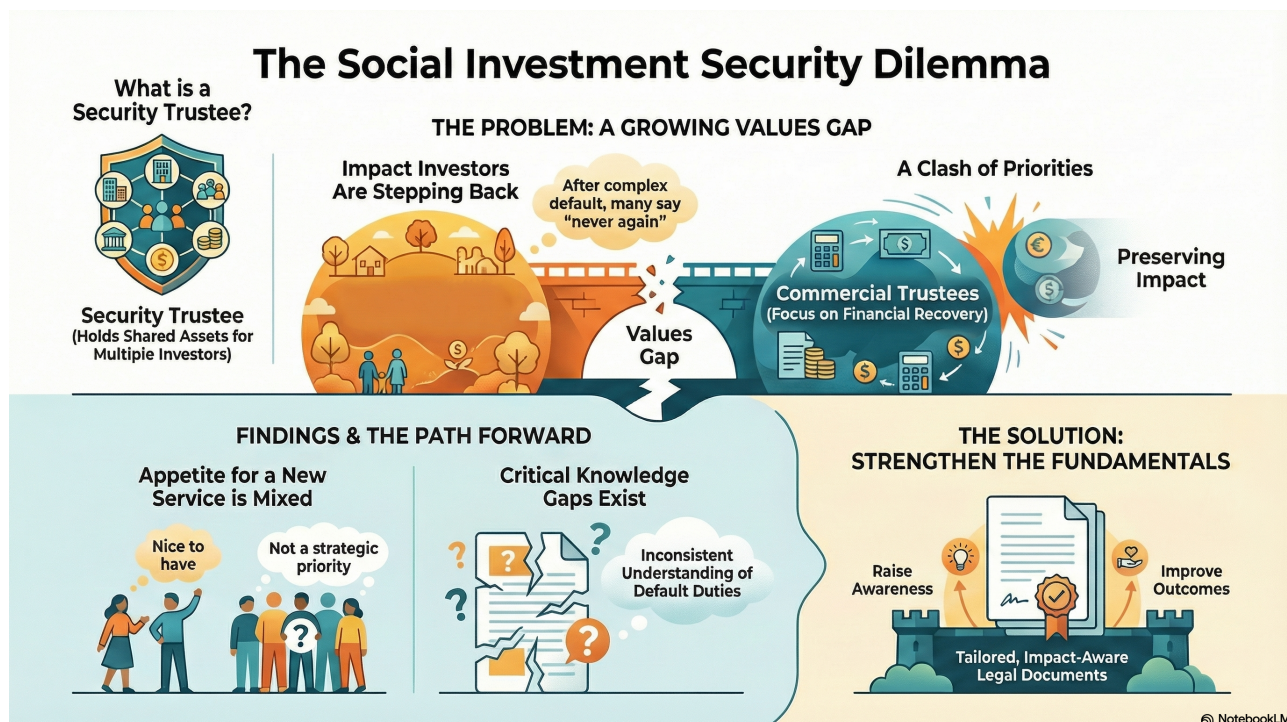 The Social Investment Security Dilemma
What is a
Security Trustee?
Security Trustee
(Holds Shared Assets for
Multipie Investors)
THE PROBLEM: A GROWING VALUES GAP
Impact Investors
Are Stepping Back
After complex
default, many say
“never again”
Values
Gap
A Clash of Priorities
Commercial Trustees
(Focus on Financial Recovery)
Preserving
Impact
FINDINGS & THE PATH FORWARD
Appetite for a New
Service is Mixed
Nice to
have
Not a strategic
priority
?
Critical Knowledge
Gaps Exist
?
?
?
?
?
Inconsistent
Understanding of
Default Duties
THE SOLUTION:
STRENGTHEN THE FUNDAMENTALS
Raise
Awareness
Improve
Outcomes
Tailored, Impact-Aware
Legal Documents
NotebookLM